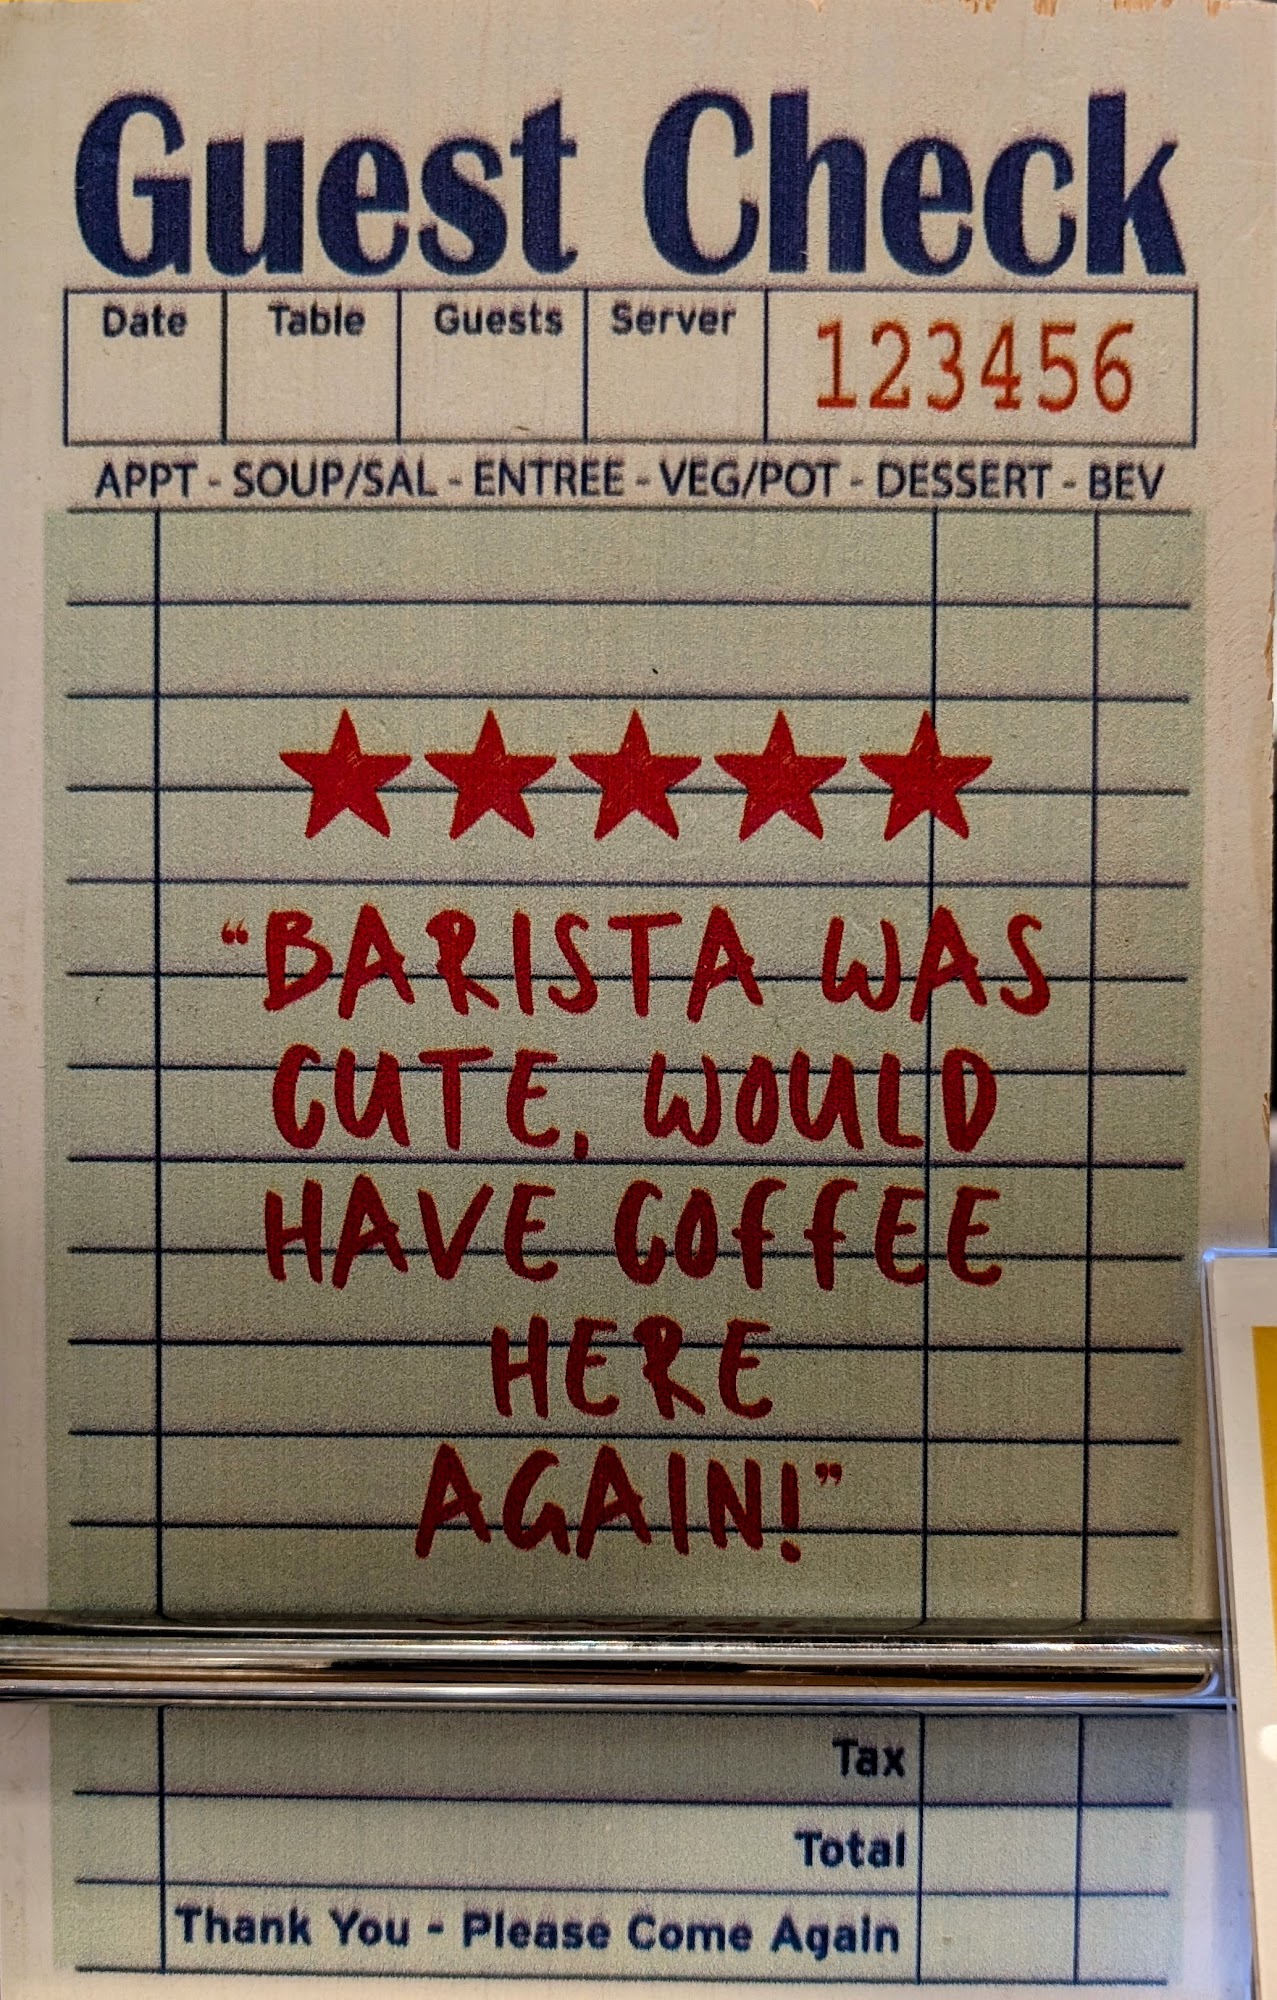 Guest Check
Date Table Guests Server 123456
APPT - SOUP/SAL - ENTREE - VEG/POT - DESSERT - BEV
“BARISTA WAS
CUTE, WOULD
HAVE COFFEE
HERE
AGAIN!”
Tax
Total
Thank You - Please Come Again